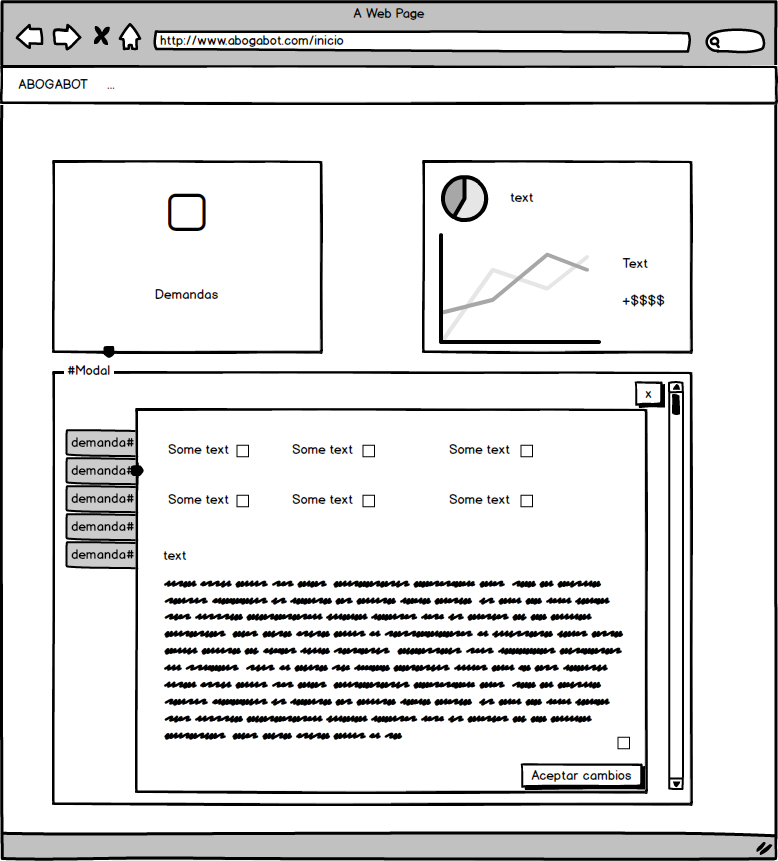 A Web Page
http://www.abogabot.com/inicio
ABOGABOT ...
Demandas
text
Text
+$$$$
#Modal
x
demanda#
demanda#
demanda#
demanda#
demanda#
Some text Some text Some text
Some text Some text Some text
text
Aceptar cambios